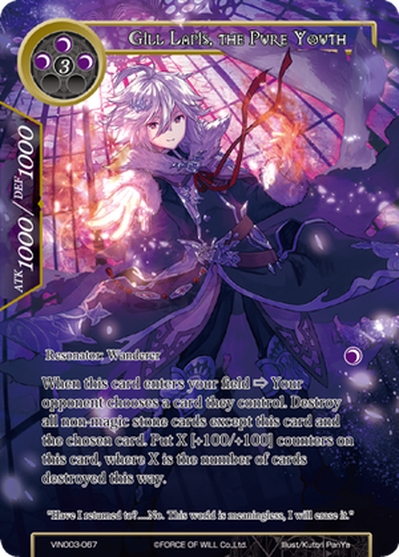 Gill Lapis, the Pure Youth
3
ATK 1000 / DEF 1000
Resonator: Wanderer
When this card enters your field ⇨ Your
opponent chooses a card they control. Destroy
all non-magic stone cards except this card and
the chosen card. Put X [+100/+100] counters on
this card, where X is the number of cards
destroyed this way.
"Have I returned to?....No. This world is meaningless, I will erase it."
VIN003-067 ©FORCE OF WILL Co.,Ltd. Illust/Kutori PanYa